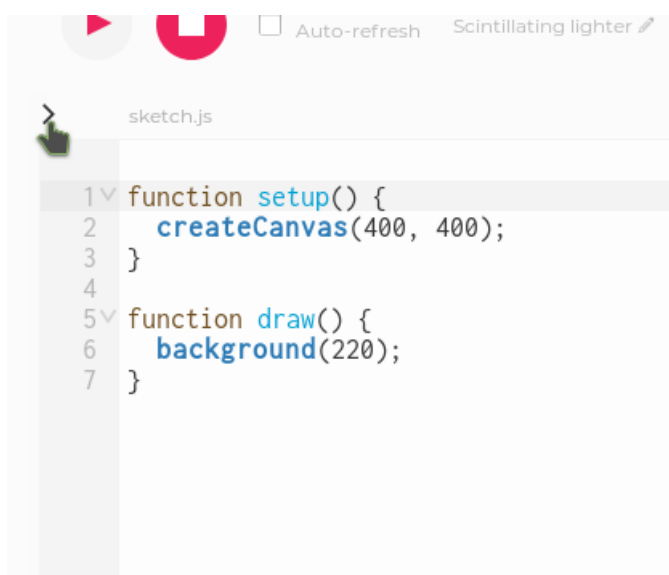 Auto-refresh Scintillating lighter
sketch.js
1 function setup() {
2   createCanvas(400, 400);
3 }
4
5 function draw() {
6   background(220);
7 }